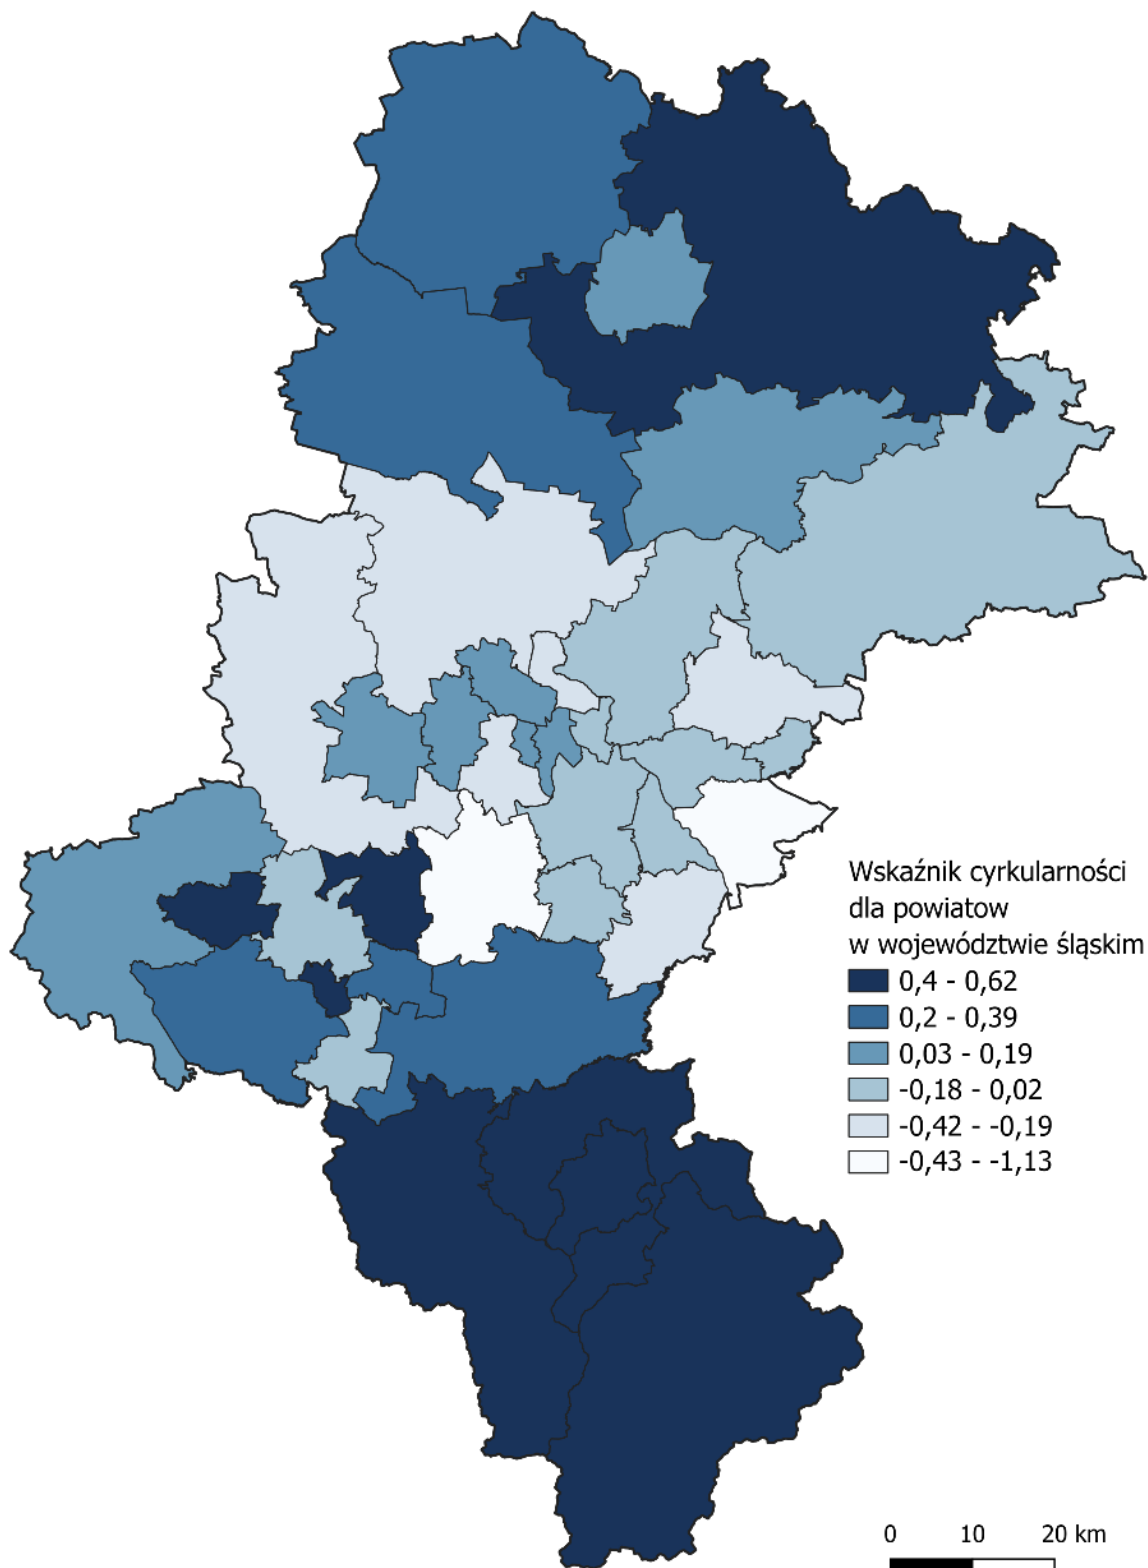 Wskaźnik cyrkularności
dla powiatow
w województwie śląskim
0,4 - 0,62
0,2 - 0,39
0,03 - 0,19
-0,18 - 0,02
-0,42 - -0,19
-0,43 - -1,13
0 10 20 km